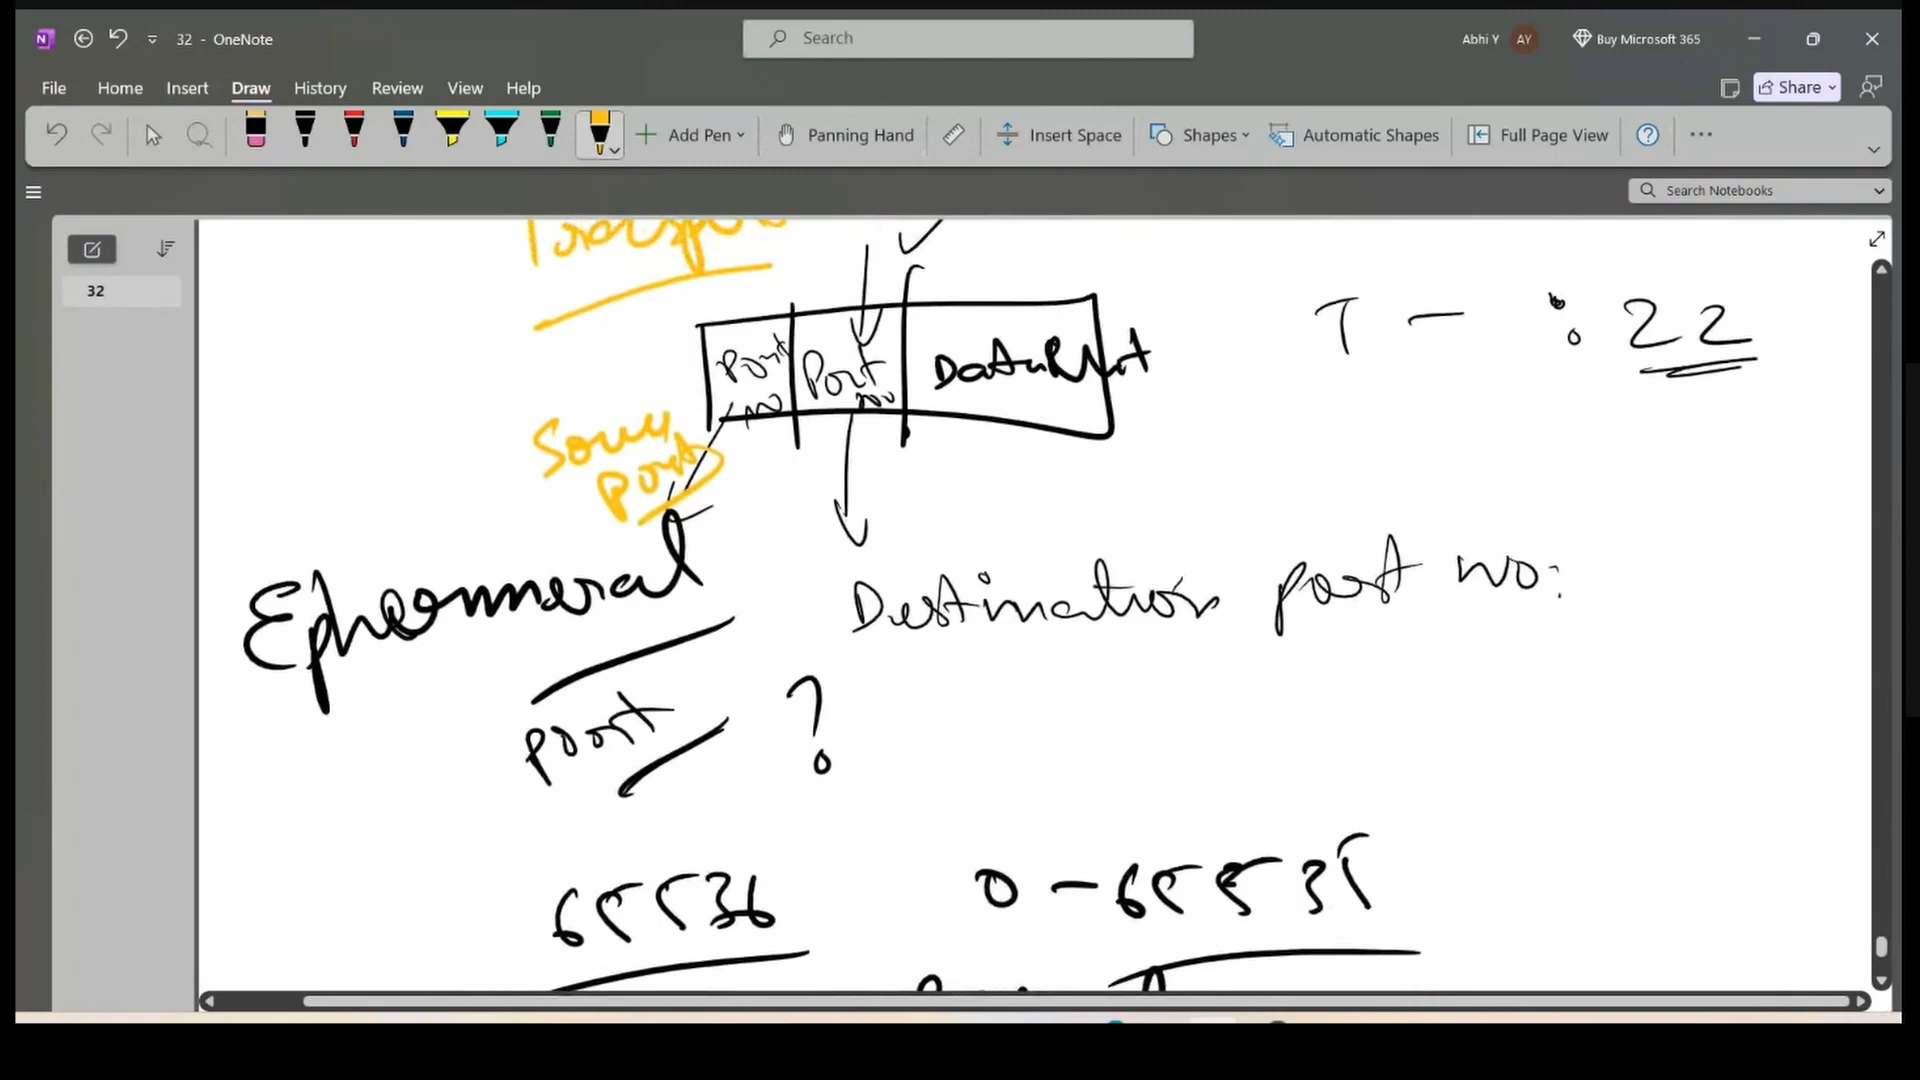 32 - OneNote
Search
Abhi Y AY
Buy Microsoft 365
File Home Insert Draw History Review View Help
Share
Add Pen Panning Hand Insert Space Shapes Automatic Shapes Full Page View
Search Notebooks
32
T - : 22
Port no Port no
Sour Port
Destination port no:
port ?
65536 0 - 65535